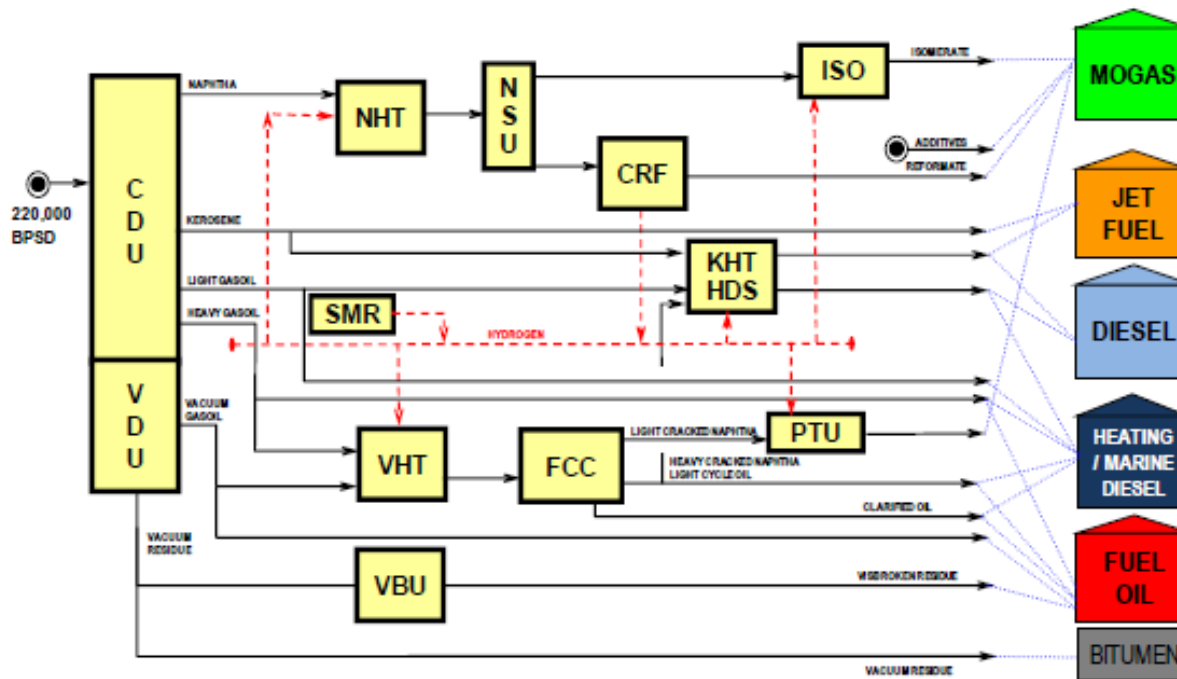 ISOMERATE
ISO
MOGAS
NAPHTHA
NHT
N
S
U
ADDITIVES
REFORMATE
CRF
C
D
U
220,000
BPSD
KEROSENE
JET
FUEL
KHT
HDS
LIGHT GASOIL
HEAVY GASOIL
SMR
HYDROGEN
DIESEL
V
D
U
VACUUM
GASOIL
LIGHT CRACKED NAPHTHA
PTU
VHT
FCC
HEAVY CRACKED NAPHTHA
LIGHT CYCLE OIL
HEATING
/ MARINE
DIESEL
CLARIFIED OIL
VACUUM
RESIDUE
VBU
VISBROKEN RESIDUE
FUEL
OIL
VACUUM RESIDUE
BITUMEN